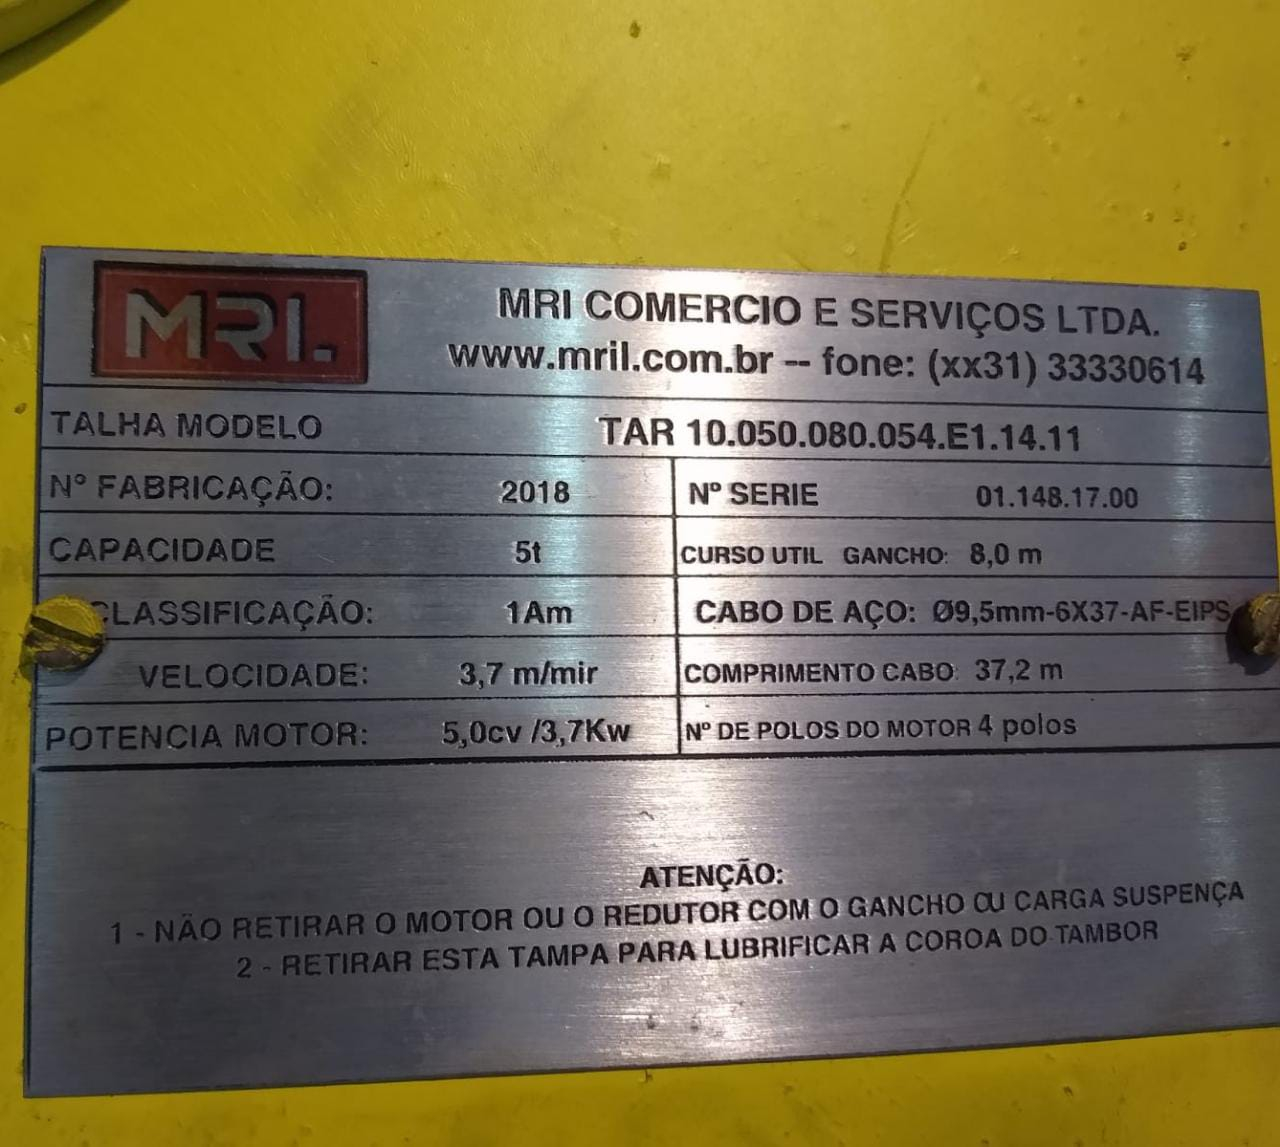 MRL.
MRI COMERCIO E SERVIÇOS LTDA.
www.mril.com.br -- fone: (xx31) 33330614
TALHA MODELO TAR 10.050.080.054.E1.14.11
Nº FABRICAÇÃO: 2018 Nº SERIE 01.148.17.00
CAPACIDADE 5t CURSO UTIL GANCHO: 8,0 m
CLASSIFICAÇÃO: 1Am CABO DE AÇO: Ø9,5mm-6X37-AF-EIPS
VELOCIDADE: 3,7 m/mir COMPRIMENTO CABO: 37,2 m
POTENCIA MOTOR: 5,0cv /3,7Kw Nº DE POLOS DO MOTOR 4 polos
ATENÇÃO:
1 - NÃO RETIRAR O MOTOR OU O REDUTOR COM O GANCHO OU CARGA SUSPENÇA
2 - RETIRAR ESTA TAMPA PARA LUBRIFICAR A COROA DO TAMBOR